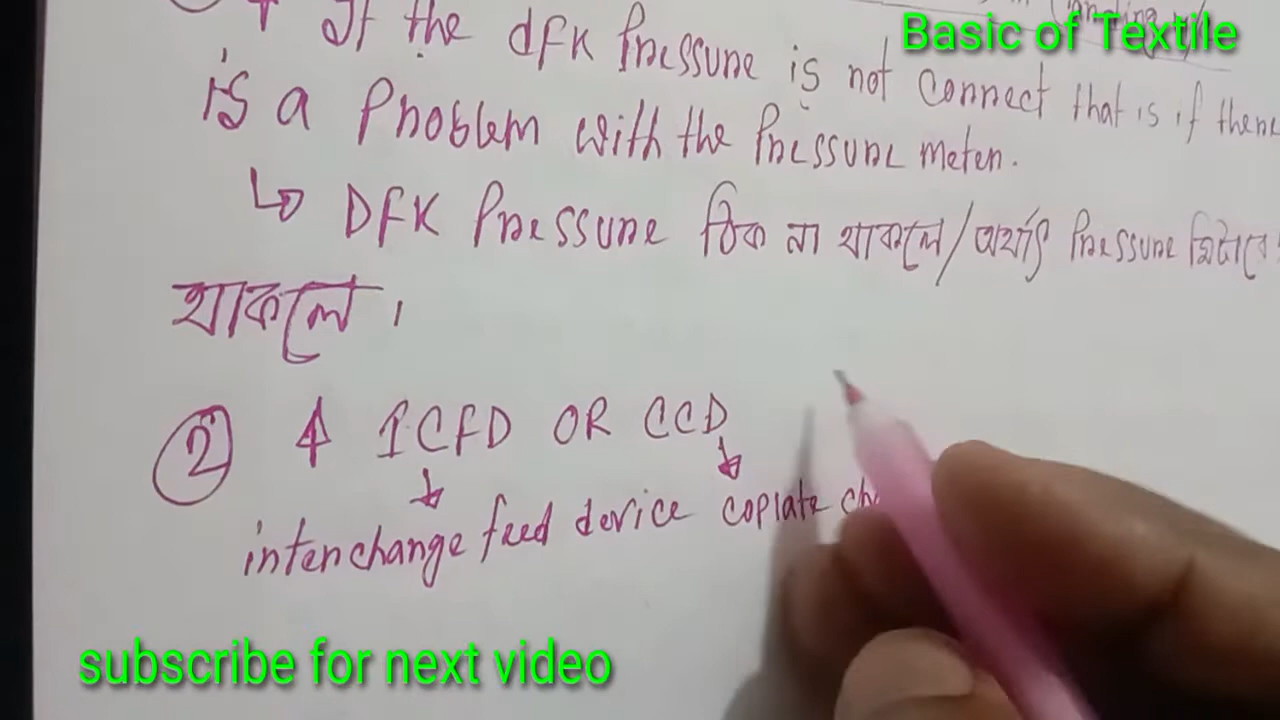 Basic of Textile
If the dFK Pressure is not connect that is if there
is a Problem with the Pressure meter.
↳ DFK Pressure ঠিক না থাকলে/অর্থাৎ Pressure মিটারে
থাকলে।
② ICFD OR CCD
interchange feed device coplate
subscribe for next video